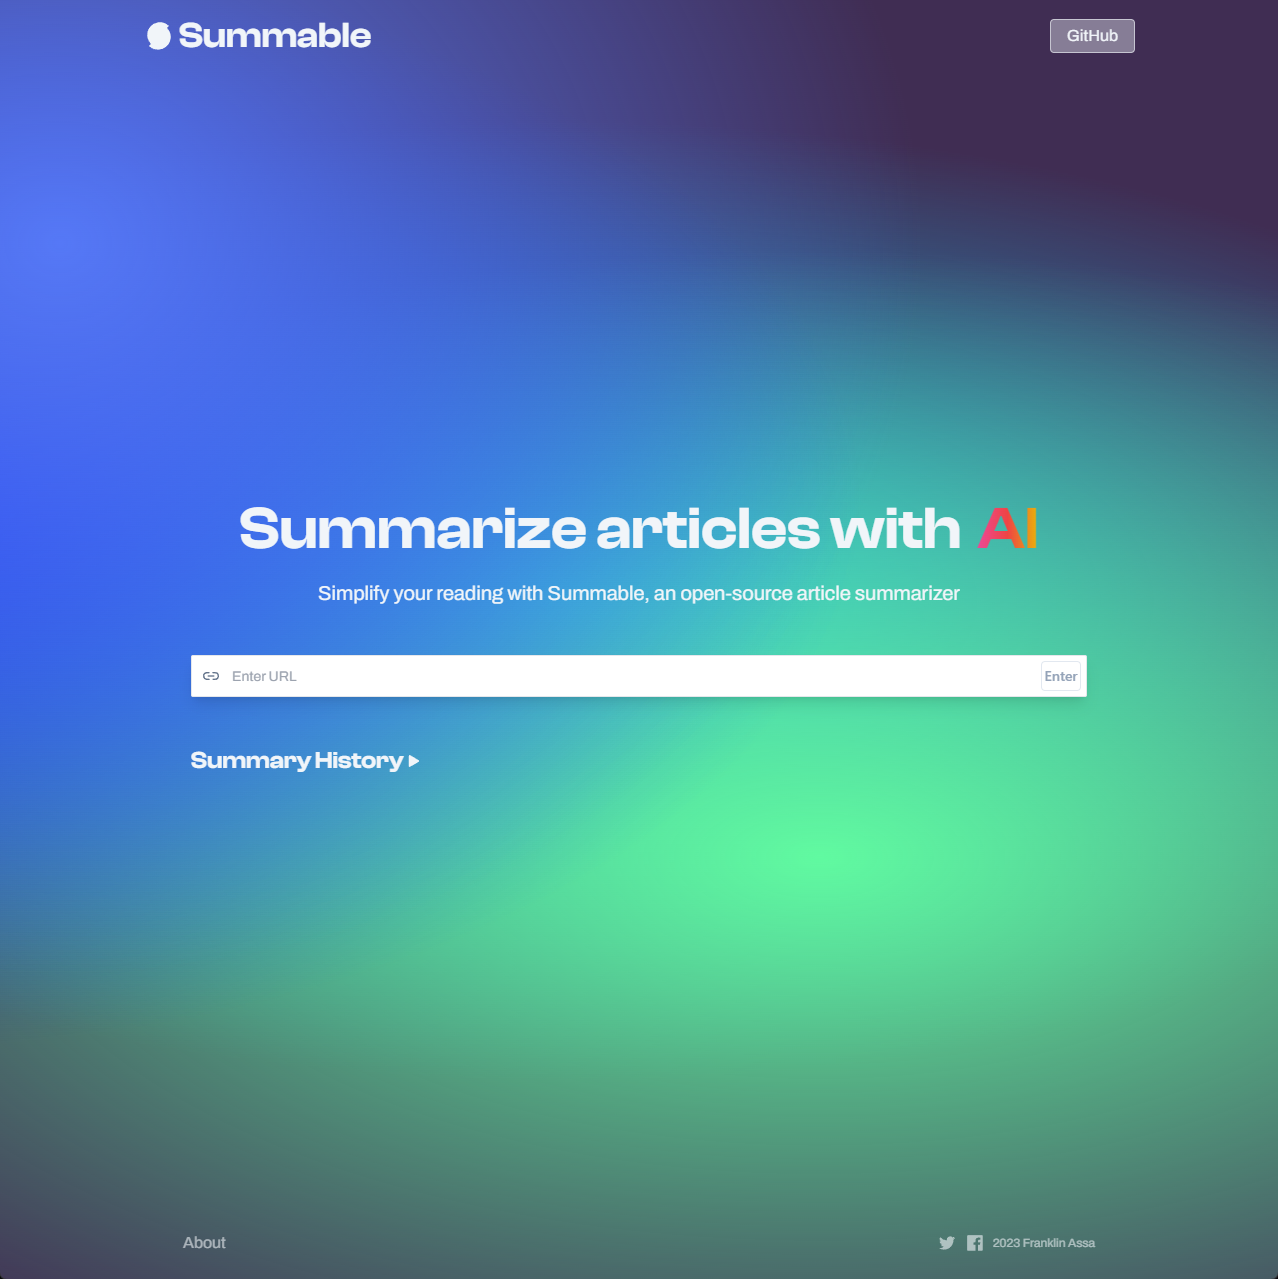 Summable
GitHub
Summarize articles with AI
Simplify your reading with Summable, an open-source article summarizer
Enter URL
Enter
Summary History
About
2023 Franklin Assa